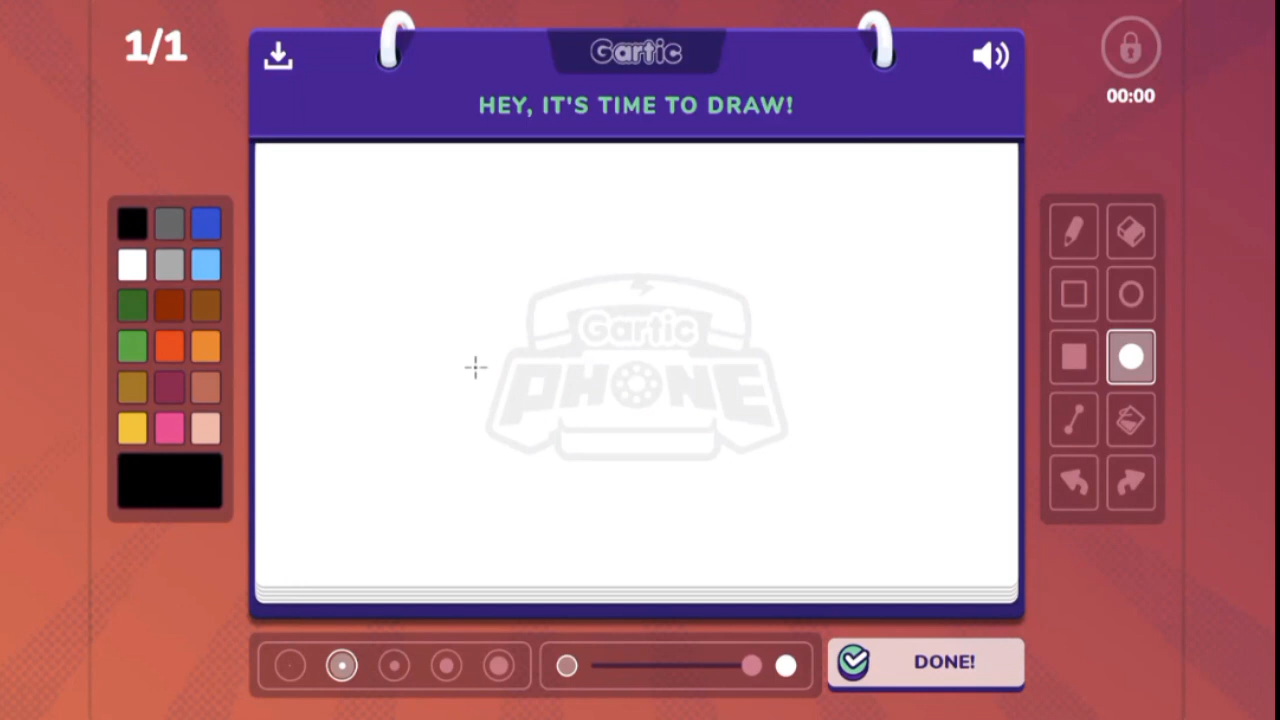 1/1
Gartic
00:00
HEY, IT'S TIME TO DRAW!
Gartic
PHONE
DONE!